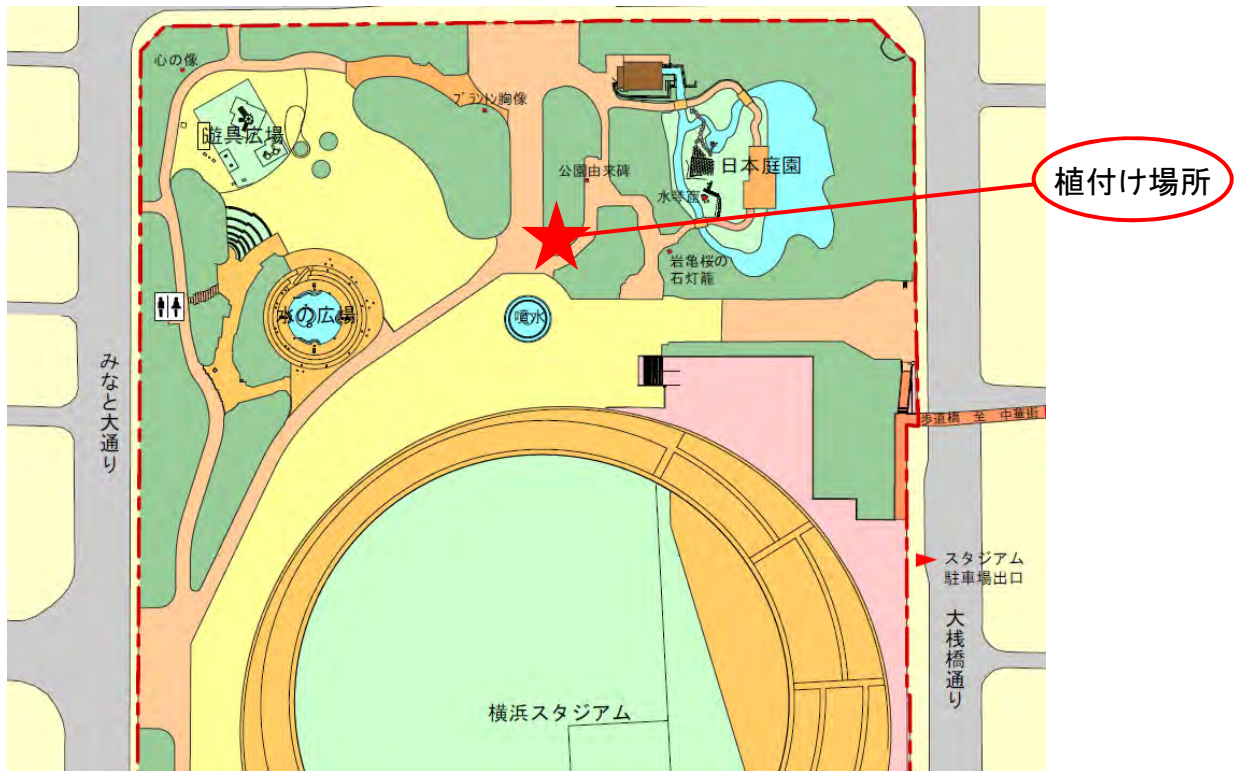 心の像
ブラントン胸像
遊具広場
日本庭園
公園由来碑
植付け場所
水琴窟
岩亀桜の
石灯籠
水の広場
噴水
みなと大通り
歩道橋 至 中華街
スタジアム
駐車場出口
大桟橋通り
横浜スタジアム